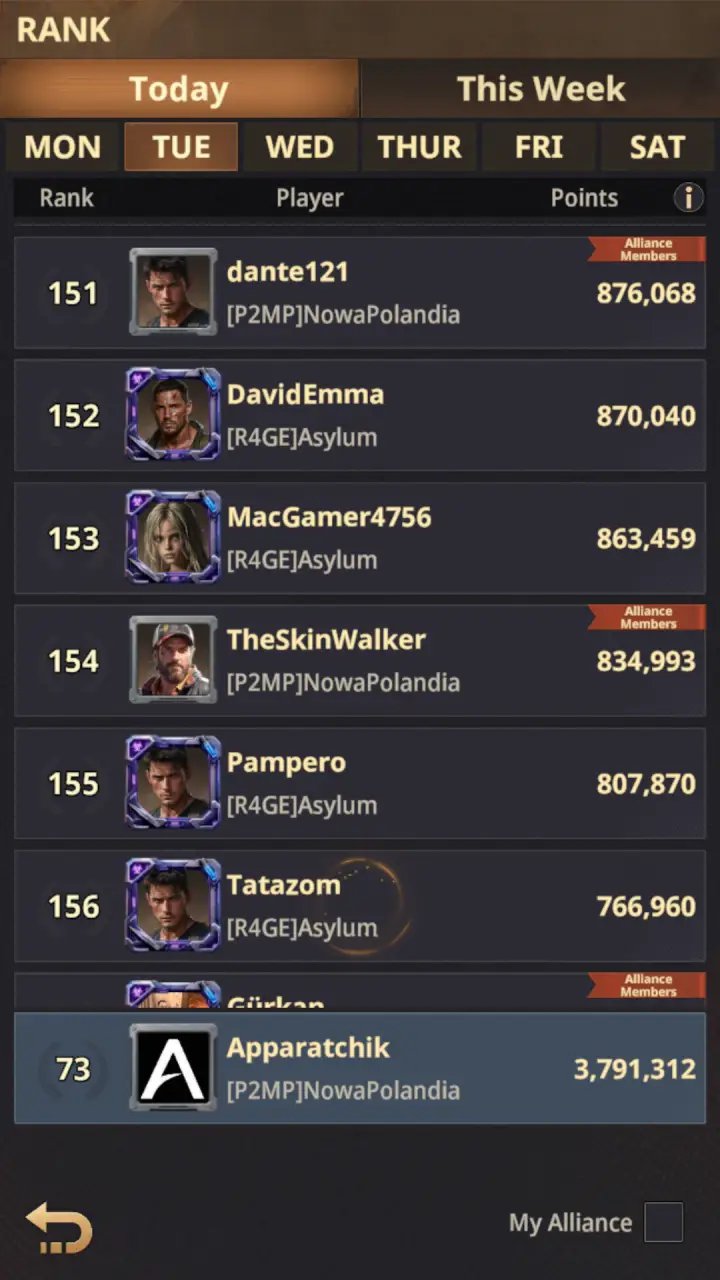 RANK
Today
This Week
MON
TUE
WED
THUR
FRI
SAT
Rank
Player
Points
i
Alliance
Members
151
dante121
[P2MP]NowaPolandia
876,068
152
DavidEmma
[R4GE]Asylum
870,040
153
MacGamer4756
[R4GE]Asylum
863,459
Alliance
Members
154
TheSkinWalker
[P2MP]NowaPolandia
834,993
155
Pampero
[R4GE]Asylum
807,870
156
Tatazom
[R4GE]Asylum
766,960
Alliance
Members
Gürkan
73
Apparatchik
[P2MP]NowaPolandia
3,791,312
My Alliance